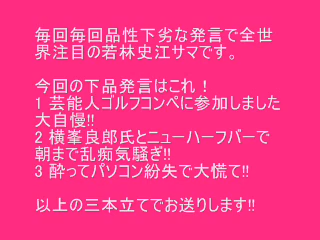 毎回毎回品性下劣な発言で全世
界注目の若林史江サマです。
今回の下品発言はこれ！
1 芸能人ゴルフコンペに参加しました
大自慢!!
2 横峯良郎氏とニューハーフバーで
朝まで乱痴気騒ぎ!!
3 酔ってパソコン紛失で大慌て!!
以上の三本立てでお送りします!!